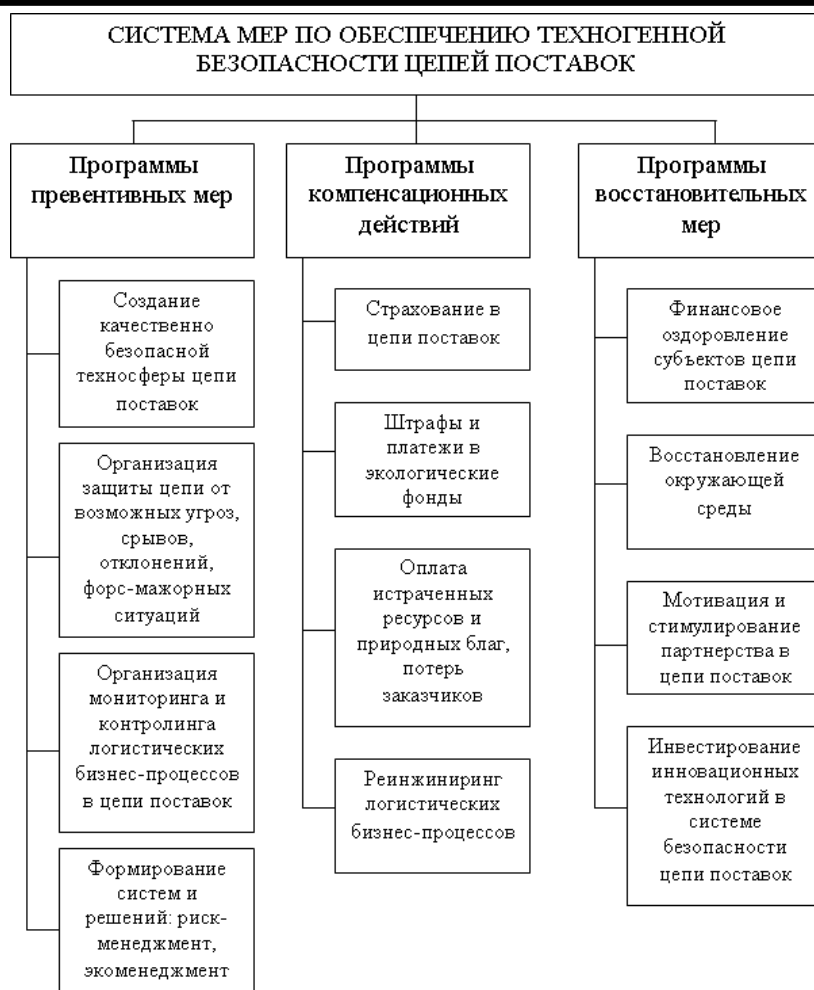 СИСТЕМА МЕР ПО ОБЕСПЕЧЕНИЮ ТЕХНОГЕННОЙ
БЕЗОПАСНОСТИ ЦЕПЕЙ ПОСТАВОК
Программы
превентивных мер
Создание
качественно
безопасной
техносферы цепи
поставок
Организация
защиты цепи от
возможных угроз,
срывов,
отклонений,
форс-мажорных
ситуаций
Организация
мониторинга и
контролинга
логистических
бизнес-процессов
в цепи поставок
Формирование
систем и
решений: риск-
менеджмент,
экоменеджмент
Программы
компенсационных
действий
Страхование в
цепи поставок
Штрафы и
платежи в
экологические
фонды
Оплата
истраченных
ресурсов и
природных благ,
потерь
заказчиков
Реинжиниринг
логистических
бизнес-процессов
Программы
восстановительных
мер
Финансовое
оздоровление
субъектов цепи
поставок
Восстановление
окружающей
среды
Мотивация и
стимулирование
партнерства в
цепи поставок
Инвестирование
инновационных
технологий в
системе
безопасности
цепи поставок